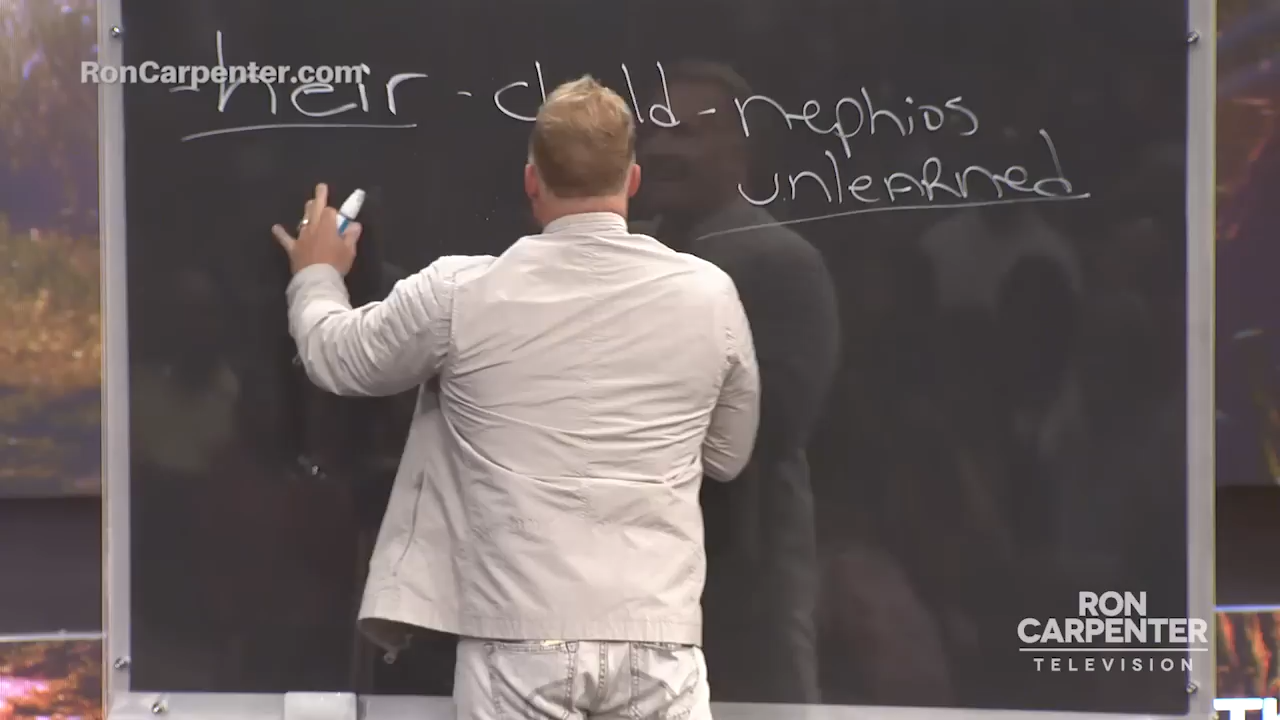 RonCarpenter.com
-heir - child - nephios
unlearned
RON
CARPENTER
TELEVISION